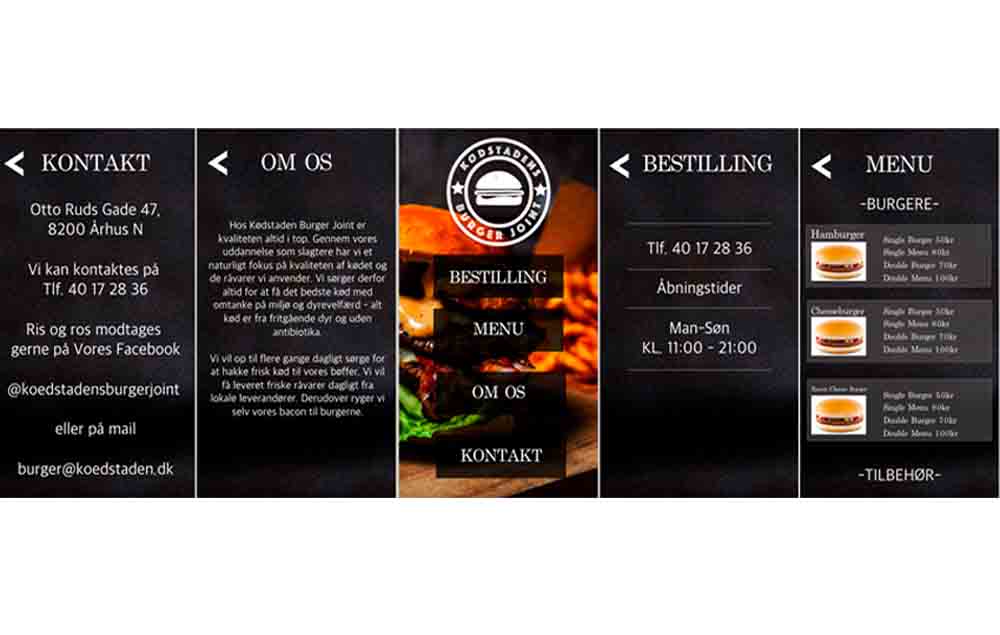 KONTAKT
Otto Ruds Gade 47,
8200 Århus N
Vi kan kontaktes på
Tlf. 40 17 28 36
Ris og ros modtages
gerne på Vores Facebook
@koedstadensburgerjoint
eller på mail
burger@koedstaden.dk
OM OS
Hos Kødstaden Burger Joint er
kvaliteten altid i top. Gennem vores
uddannelse som slagtere har vi et
naturligt fokus på kvaliteten af kødet og
de råvarer vi anvender. Vi sørger derfor
altid for at få det bedste kød med
omtanke på miljø og dyrevelfærd - alt
kød er fra fritgående dyr og uden
antibiotika.
Vi vil op til flere gange dagligt sørge for
at hakke frisk kød til vores bøffer. Vi vil
få leveret friske råvarer dagligt fra
lokale leverandører. Derudover ryger vi
selv vores bacon til burgerne.
KØDSTADENS
BURGER JOINT
BESTILLING
MENU
OM OS
KONTAKT
BESTILLING
Tlf. 40 17 28 36
Åbningstider
Man-Søn
KL. 11:00 - 21:00
MENU
-BURGERE-
Hamburger
Single Burger 50kr
Single Menu 80kr
Double Burger 70kr
Double Menu 100kr
Cheeseburger
Single Burger 50kr
Single Menu 80kr
Double Burger 70kr
Double Menu 100kr
Bacon Cheese Burger
Single Burger 50kr
Single Menu 80kr
Double Burger 70kr
Double Menu 100kr
-TILBEHØR-